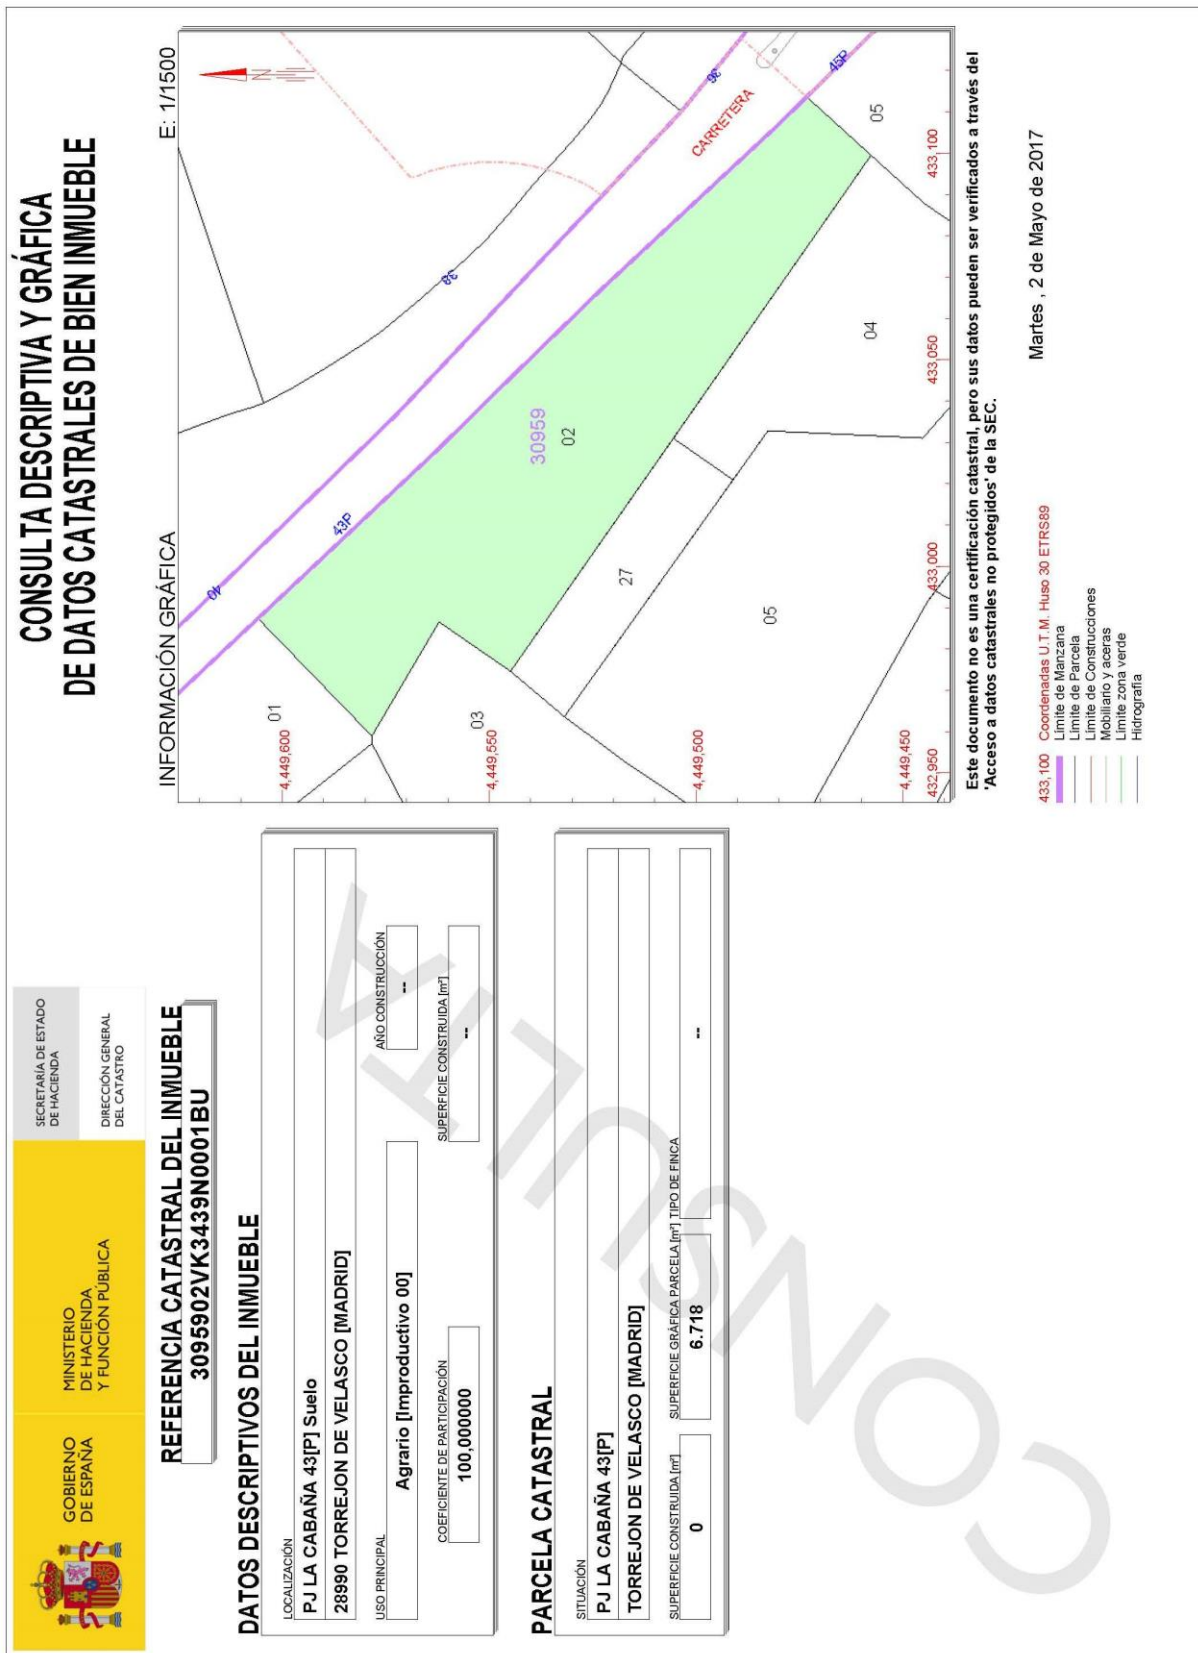 GOBIERNO
DE ESPAÑA
MINISTERIO
DE HACIENDA
Y FUNCIÓN PÚBLICA
SECRETARÍA DE ESTADO
DE HACIENDA
DIRECCIÓN GENERAL
DEL CATASTRO
REFERENCIA CATASTRAL DEL INMUEBLE
3095902VK3439N0001BU
DATOS DESCRIPTIVOS DEL INMUEBLE
LOCALIZACIÓN
PJ LA CABAÑA 43[P] Suelo
28990 TORREJON DE VELASCO [MADRID]
USO PRINCIPAL
Agrario [Improductivo 00]
AÑO CONSTRUCCIÓN
--
COEFICIENTE DE PARTICIPACIÓN
100,000000
SUPERFICIE CONSTRUIDA [m²]
--
PARCELA CATASTRAL
SITUACIÓN
PJ LA CABAÑA 43[P]
TORREJON DE VELASCO [MADRID]
SUPERFICIE CONSTRUIDA [m²]
0
SUPERFICIE GRÁFICA PARCELA [m²]
6.718
TIPO DE FINCA
--
CONSULTA
CONSULTA DESCRIPTIVA Y GRÁFICA
DE DATOS CATASTRALES DE BIEN INMUEBLE
INFORMACIÓN GRÁFICA
E: 1/1500
N
40
43P
38
36
45P
CARRETERA
01
30959
02
03
27
05
04
05
4,449,600
4,449,550
4,449,500
4,449,450
432,950
433,000
433,050
433,100
Este documento no es una certificación catastral, pero sus datos pueden ser verificados a través del
'Acceso a datos catastrales no protegidos' de la SEC.
433,100 Coordenadas U.T.M. Huso 30 ETRS89
Limite de Manzana
Limite de Parcela
Limite de Construcciones
Mobiliario y aceras
Limite zona verde
Hidrografía
Martes , 2 de Mayo de 2017